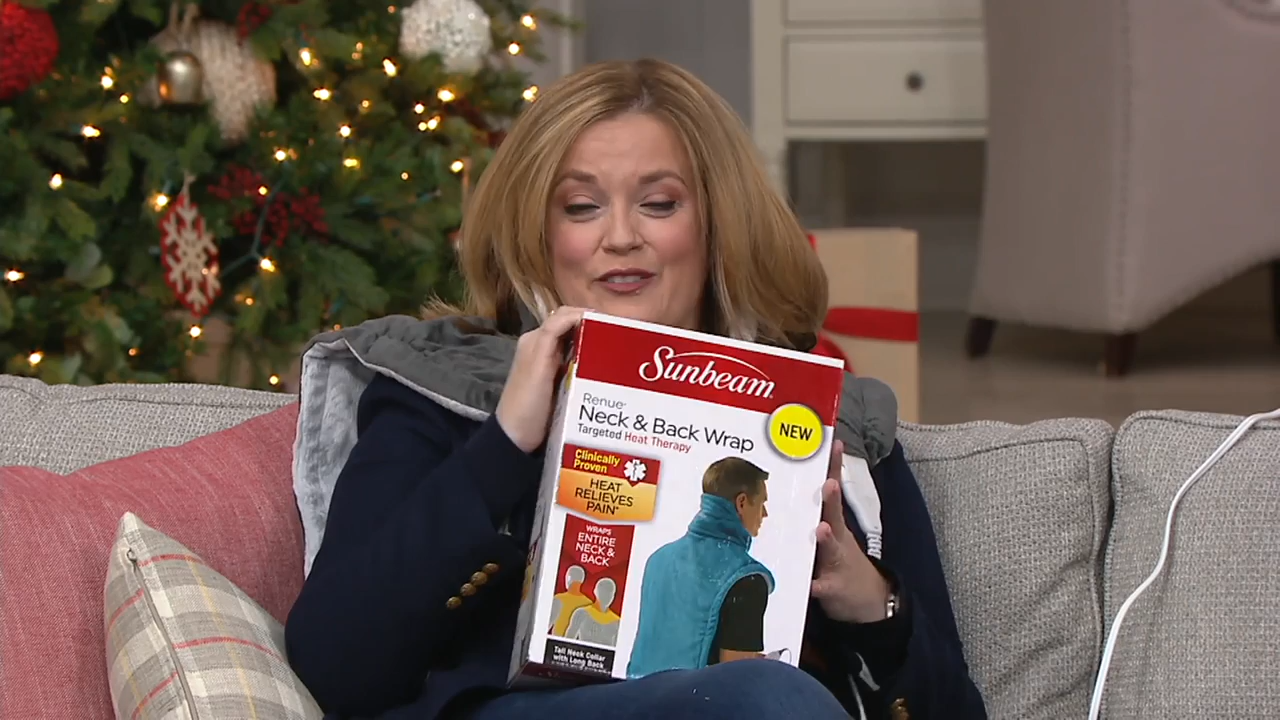 Sunbeam
Renue™
Neck & Back Wrap
Targeted Heat Therapy
NEW
Clinically
Proven
HEAT
RELIEVES
PAIN*
WRAPS
ENTIRE
NECK &
BACK
Tall Neck Collar
with Long Back